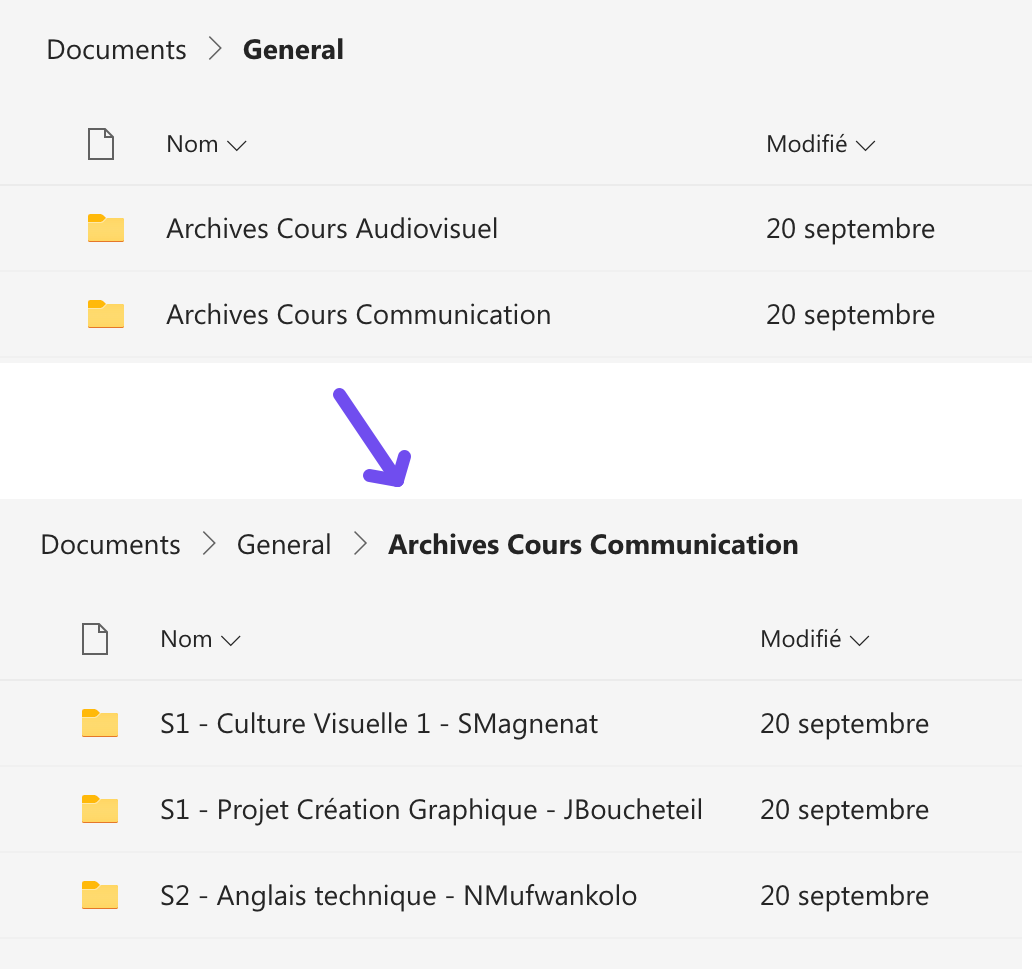 Documents > General
Nom Modifié
Archives Cours Audiovisuel 20 septembre
Archives Cours Communication 20 septembre
Documents > General > Archives Cours Communication
Nom Modifié
S1 - Culture Visuelle 1 - SMagnenat 20 septembre
S1 - Projet Création Graphique - JBoucheteil 20 septembre
S2 - Anglais technique - NMufwankolo 20 septembre